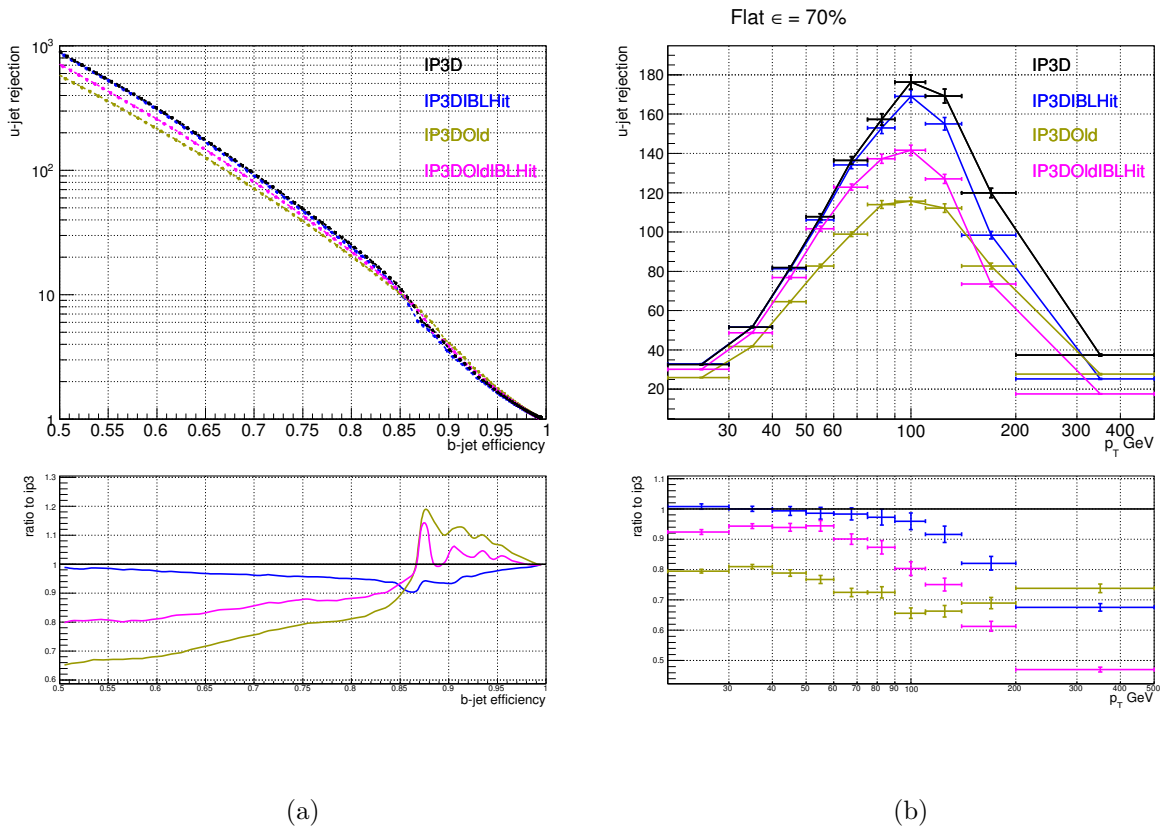 Flat ϵ = 70%
u-jet rejection
10³
10²
10
1
IP3D
IP3DIBLHit
IP3DOld
IP3DOldIBLHit
0.5 0.55 0.6 0.65 0.7 0.75 0.8 0.85 0.9 0.95 1
b-jet efficiency
u-jet rejection
180
160
140
120
100
80
60
40
20
IP3D
IP3DIBLHit
IP3DOld
IP3DOldIBLHit
30 40 50 60 100 200 300 400
p_T GeV
ratio to ip3
1.3
1.2
1.1
1
0.9
0.8
0.7
0.6
0.5 0.55 0.6 0.65 0.7 0.75 0.8 0.85 0.9 0.95 1
b-jet efficiency
ratio to ip3
1.1
1
0.9
0.8
0.7
0.6
0.5
30 40 50 60 70 80 90 100 200 300 400 500
p_T GeV
(a)
(b)